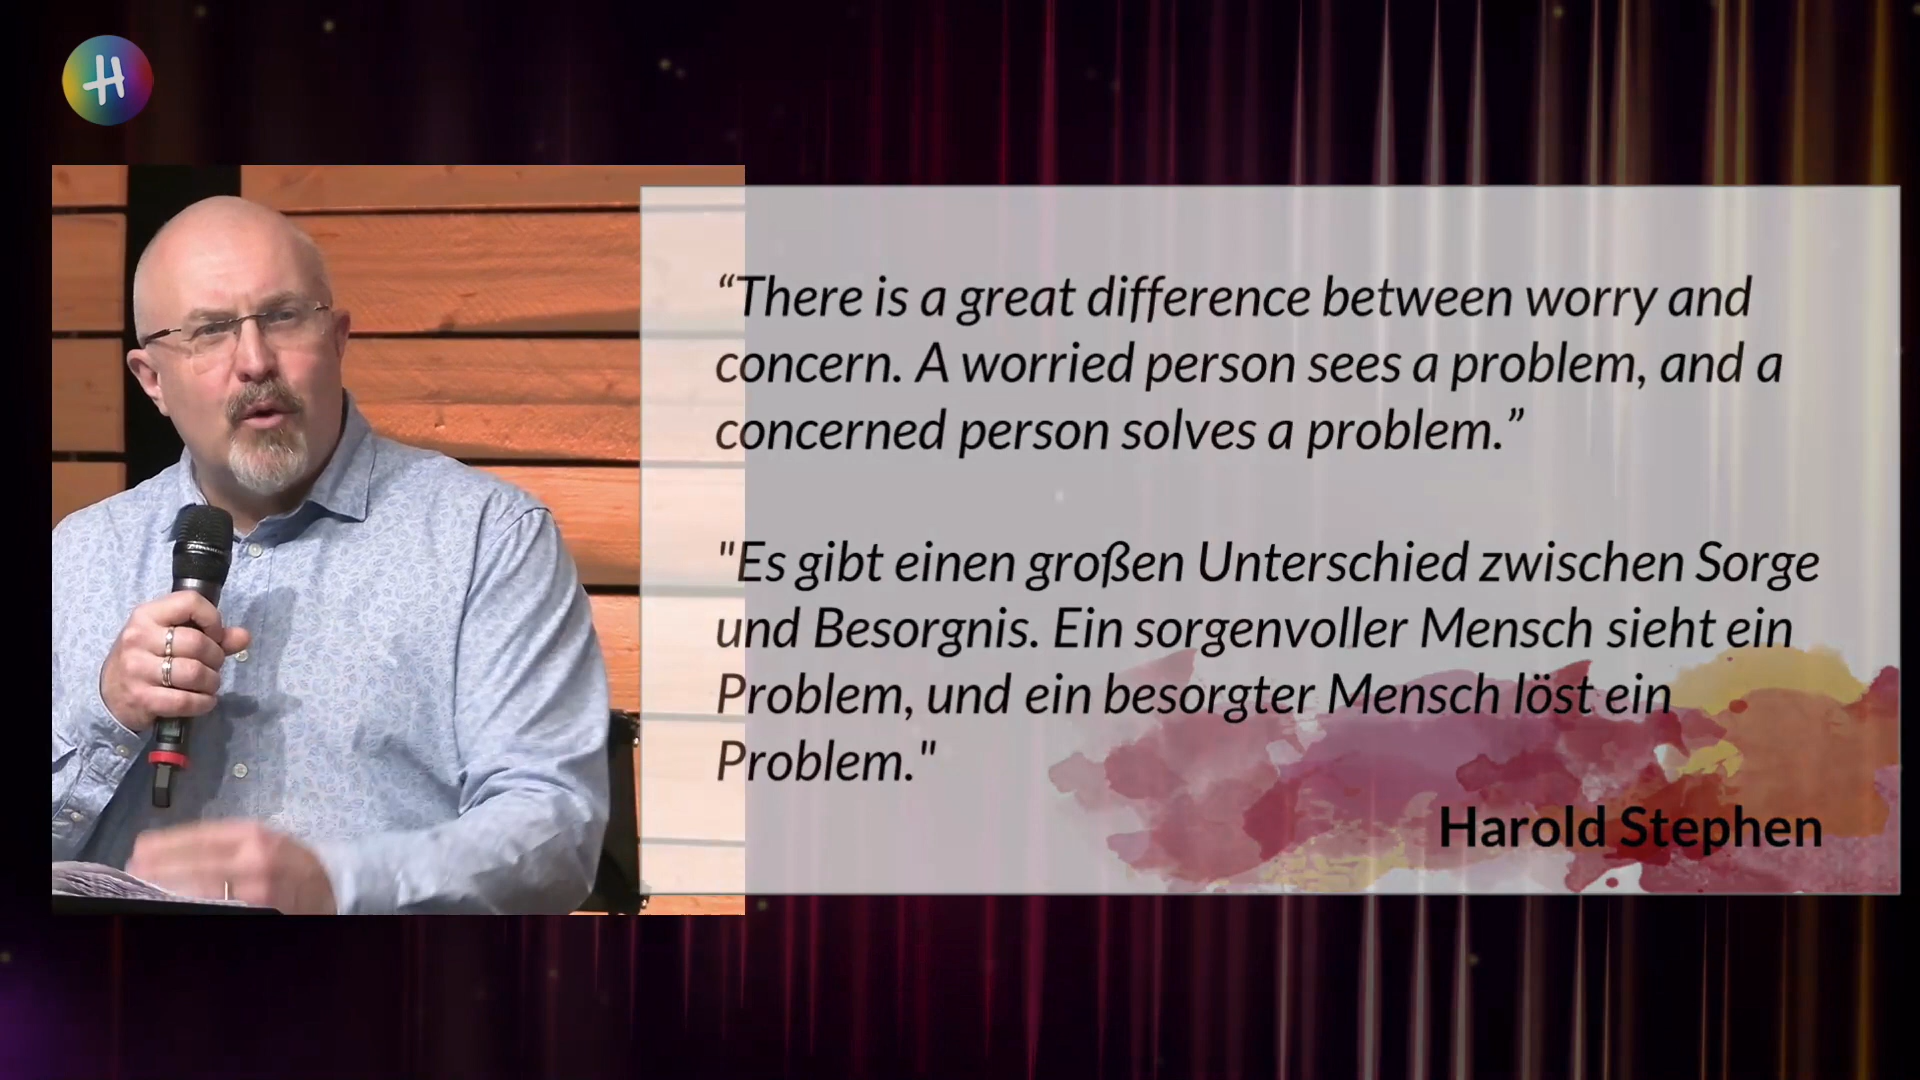 H
“There is a great difference between worry and
concern. A worried person sees a problem, and a
concerned person solves a problem.”
"Es gibt einen großen Unterschied zwischen Sorge
und Besorgnis. Ein sorgenvoller Mensch sieht ein
Problem, und ein besorgter Mensch löst ein
Problem."
Harold Stephen